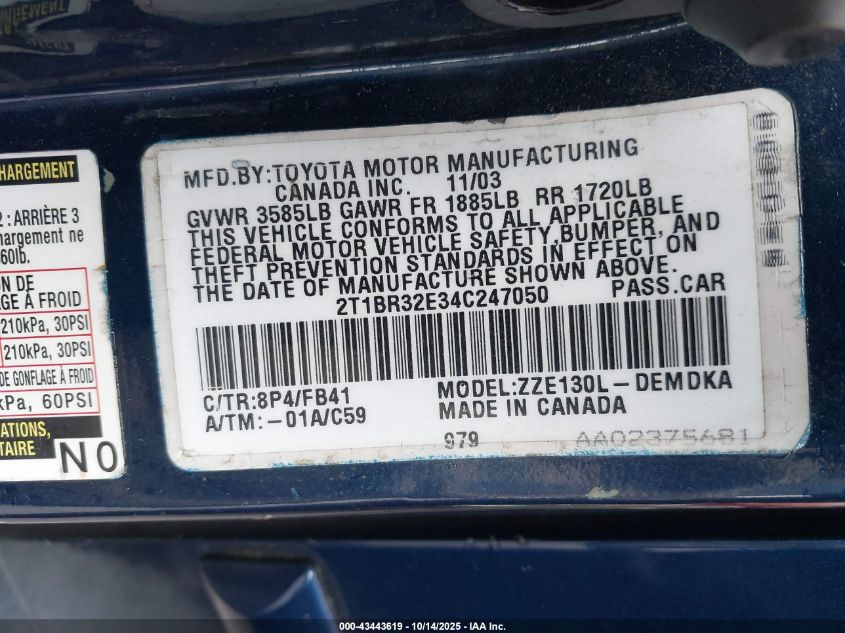 CHARGEMENT
: ARRIÈRE 3
chargement ne
60lb.
ION DE
LAGE À FROID
210kPa, 30PSI
210kPa, 30PSI
DE GONFLAGE À FROID
kPa, 60PSI
ATIONS,
TAIRE
NO
MFD.BY:TOYOTA MOTOR MANUFACTURING
CANADA INC. 11/03
GVWR 3585LB GAWR FR 1885LB RR 1720LB
THIS VEHICLE CONFORMS TO ALL APPLICABLE
FEDERAL MOTOR VEHICLE SAFETY,BUMPER, AND
THEFT PREVENTION STANDARDS IN EFFECT ON
THE DATE OF MANUFACTURE SHOWN ABOVE.
2T1BR32E34C247050 PASS.CAR
C/TR:8P4/FB41 MODEL:ZZE130L-DEMDKA
A/TM:-01A/C59 MADE IN CANADA
979 AA02375681
000-43443619 - 10/14/2025 - IAA Inc.